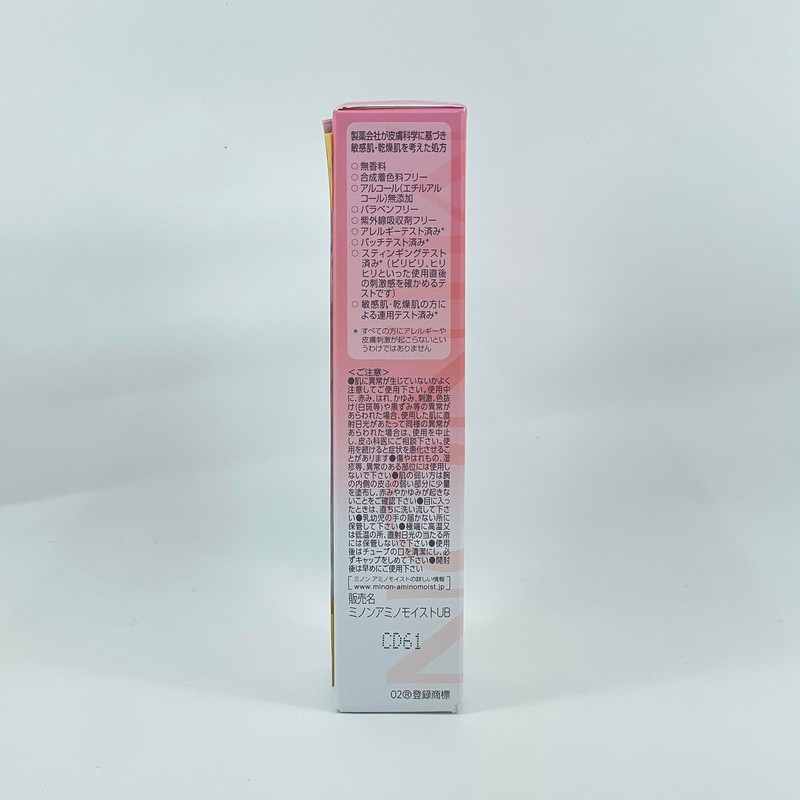 製薬会社が皮膚科学に基づき
敏感肌・乾燥肌を考えた処方
○無香料
○合成着色料フリー
○アルコール(エチルアル
コール)無添加
○パラベンフリー
○紫外線吸収剤フリー
○アレルギーテスト済み*
○パッチテスト済み*
○スティンギングテスト
済み*(ピリピリ、ヒリ
ヒリといった使用直後
の刺激感を確かめるテ
ストです)
○敏感肌・乾燥肌の方に
よる連用テスト済み*
* すべての方にアレルギーや
皮膚刺激が起こらないとい
うわけではありません
<ご注意>
●肌に異常が生じていないかよく
注意してご使用下さい。使用中
に、赤み、はれ、かゆみ、刺激、色抜
け(白斑等)や黒ずみ等の異常が
あらわれた場合、使用した肌に直
射日光があたって同様の異常が
あらわれた場合は、使用を中止
し、皮ふ科医にご相談下さい。使
用を続けると症状を悪化させるこ
とがあります●傷やはれもの、湿
疹等、異常のある部位には使用し
ないで下さい●肌の弱い方は腕
の内側の皮ふの弱い部分に少量
を塗布し、赤みやかゆみが起きな
いことをご確認下さい●目に入っ
たときは、直ちに洗い流して下さ
い●乳幼児の手の届かない所に
保管して下さい●極端に高温又
は低温の所、直射日光の当たる所
には保管しないで下さい●使用
後はチューブの口を清潔にし、必
ずキャップをしめて下さい●開封
後は早めにご使用下さい
ミノン アミノモイストの詳しい情報
www.minon-aminomoist.jp
販売名
ミノンアミノモイストUB
CD61
02®登録商標